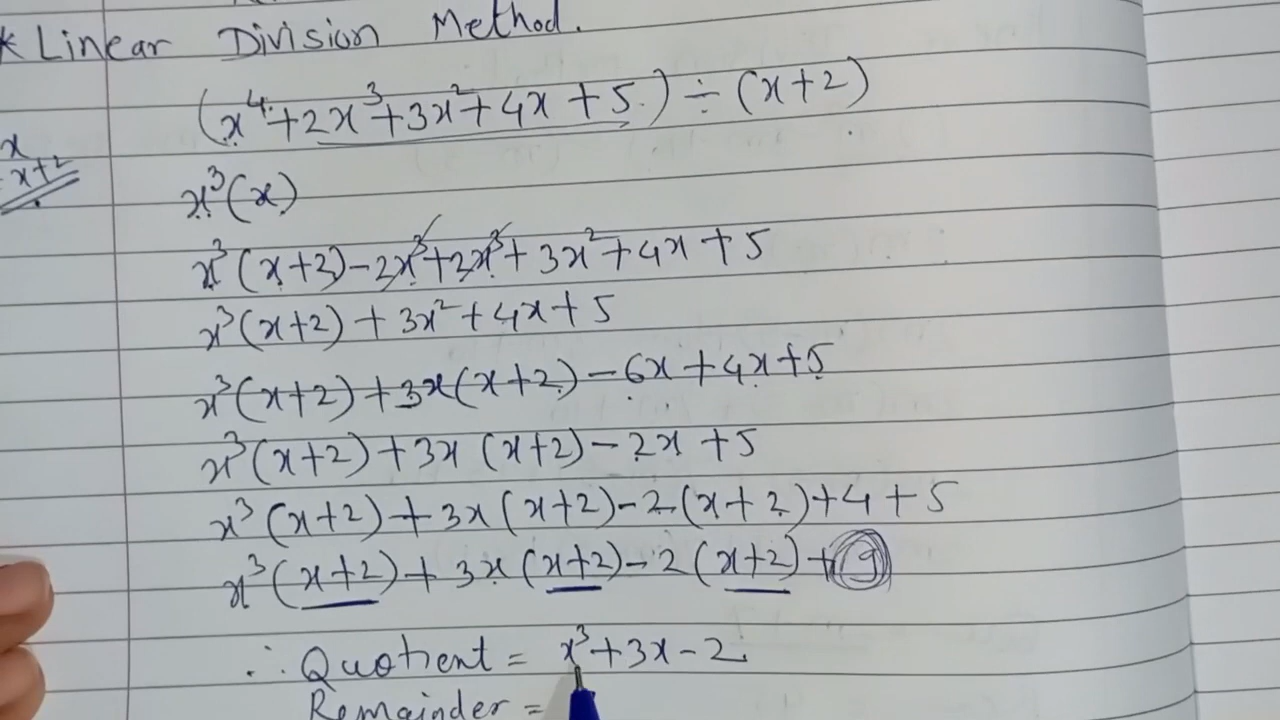 * Linear Division Method.
(x⁴+2x³+3x²+4x+5) ÷ (x+2)
x
x+2
x³(x)
x³(x+2)-2x³+2x³+3x²+4x+5
x³(x+2)+3x²+4x+5
x³(x+2)+3x(x+2)-6x+4x+5
x³(x+2)+3x(x+2)-2x+5
x³(x+2)+3x(x+2)-2(x+2)+4+5
x³(x+2)+3x(x+2)-2(x+2)+9
∴ Quotient = x³+3x-2
Remainder =